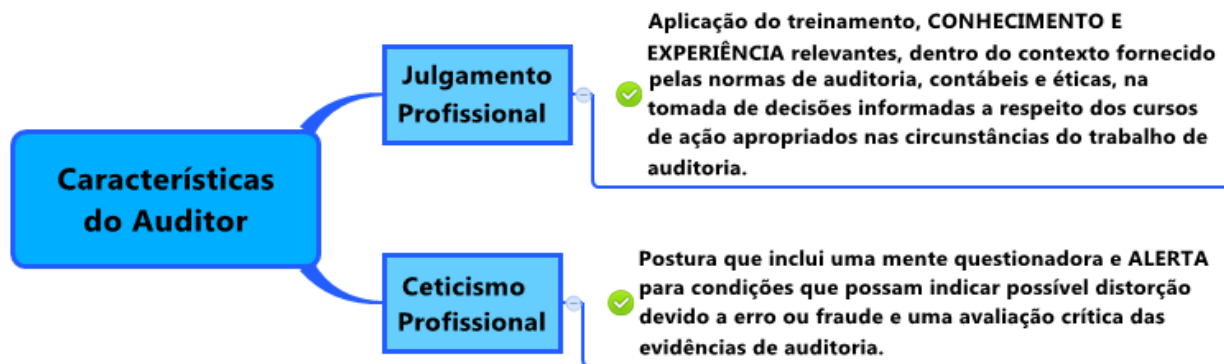 Características
do Auditor
Julgamento
Profissional
Aplicação do treinamento, CONHECIMENTO E
EXPERIÊNCIA relevantes, dentro do contexto fornecido
pelas normas de auditoria, contábeis e éticas, na
tomada de decisões informadas a respeito dos cursos
de ação apropriados nas circunstâncias do trabalho de
auditoria.
Ceticismo
Profissional
Postura que inclui uma mente questionadora e ALERTA
para condições que possam indicar possível distorção
devido a erro ou fraude e uma avaliação crítica das
evidências de auditoria.